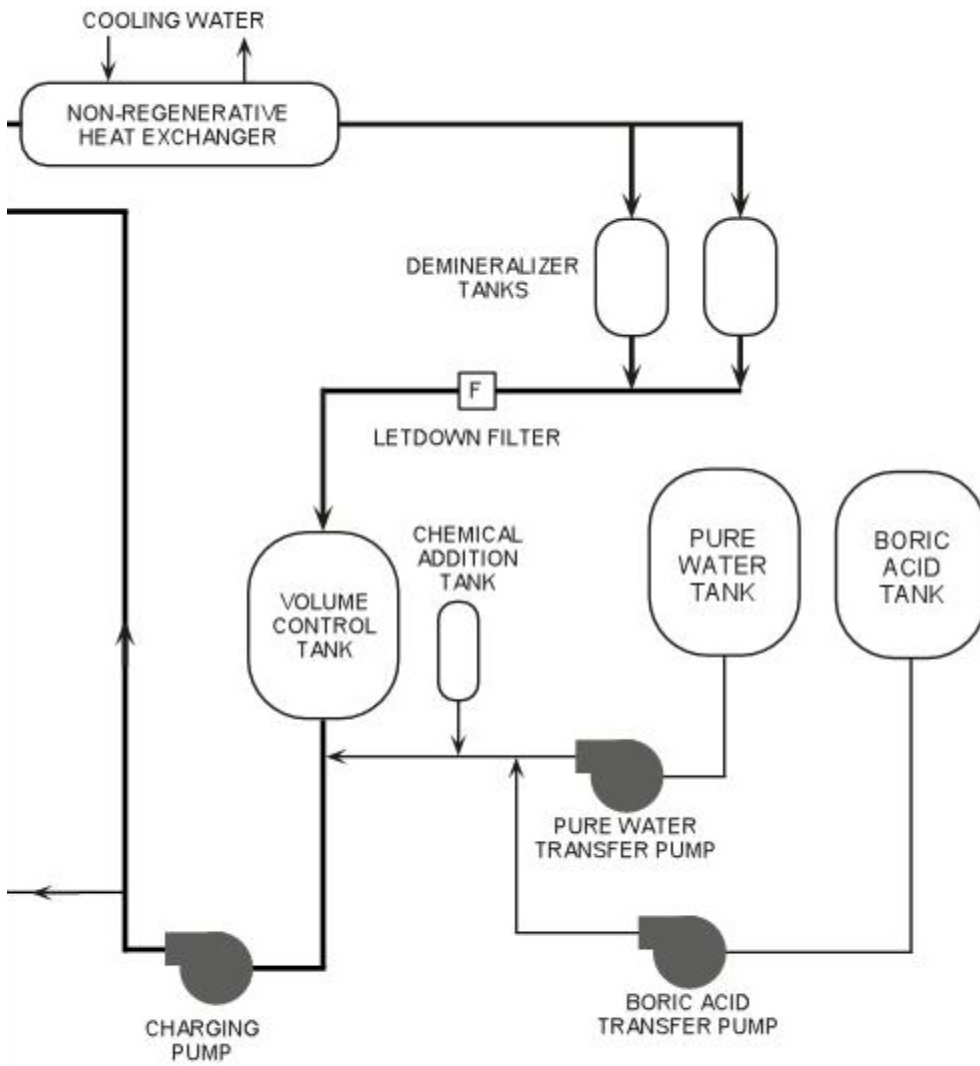 COOLING WATER
NON-REGENERATIVE
HEAT EXCHANGER
DEMINERALIZER
TANKS
F
LETDOWN FILTER
CHEMICAL
ADDITION
TANK
PURE
WATER
TANK
BORIC
ACID
TANK
VOLUME
CONTROL
TANK
PURE WATER
TRANSFER PUMP
BORIC ACID
TRANSFER PUMP
CHARGING
PUMP